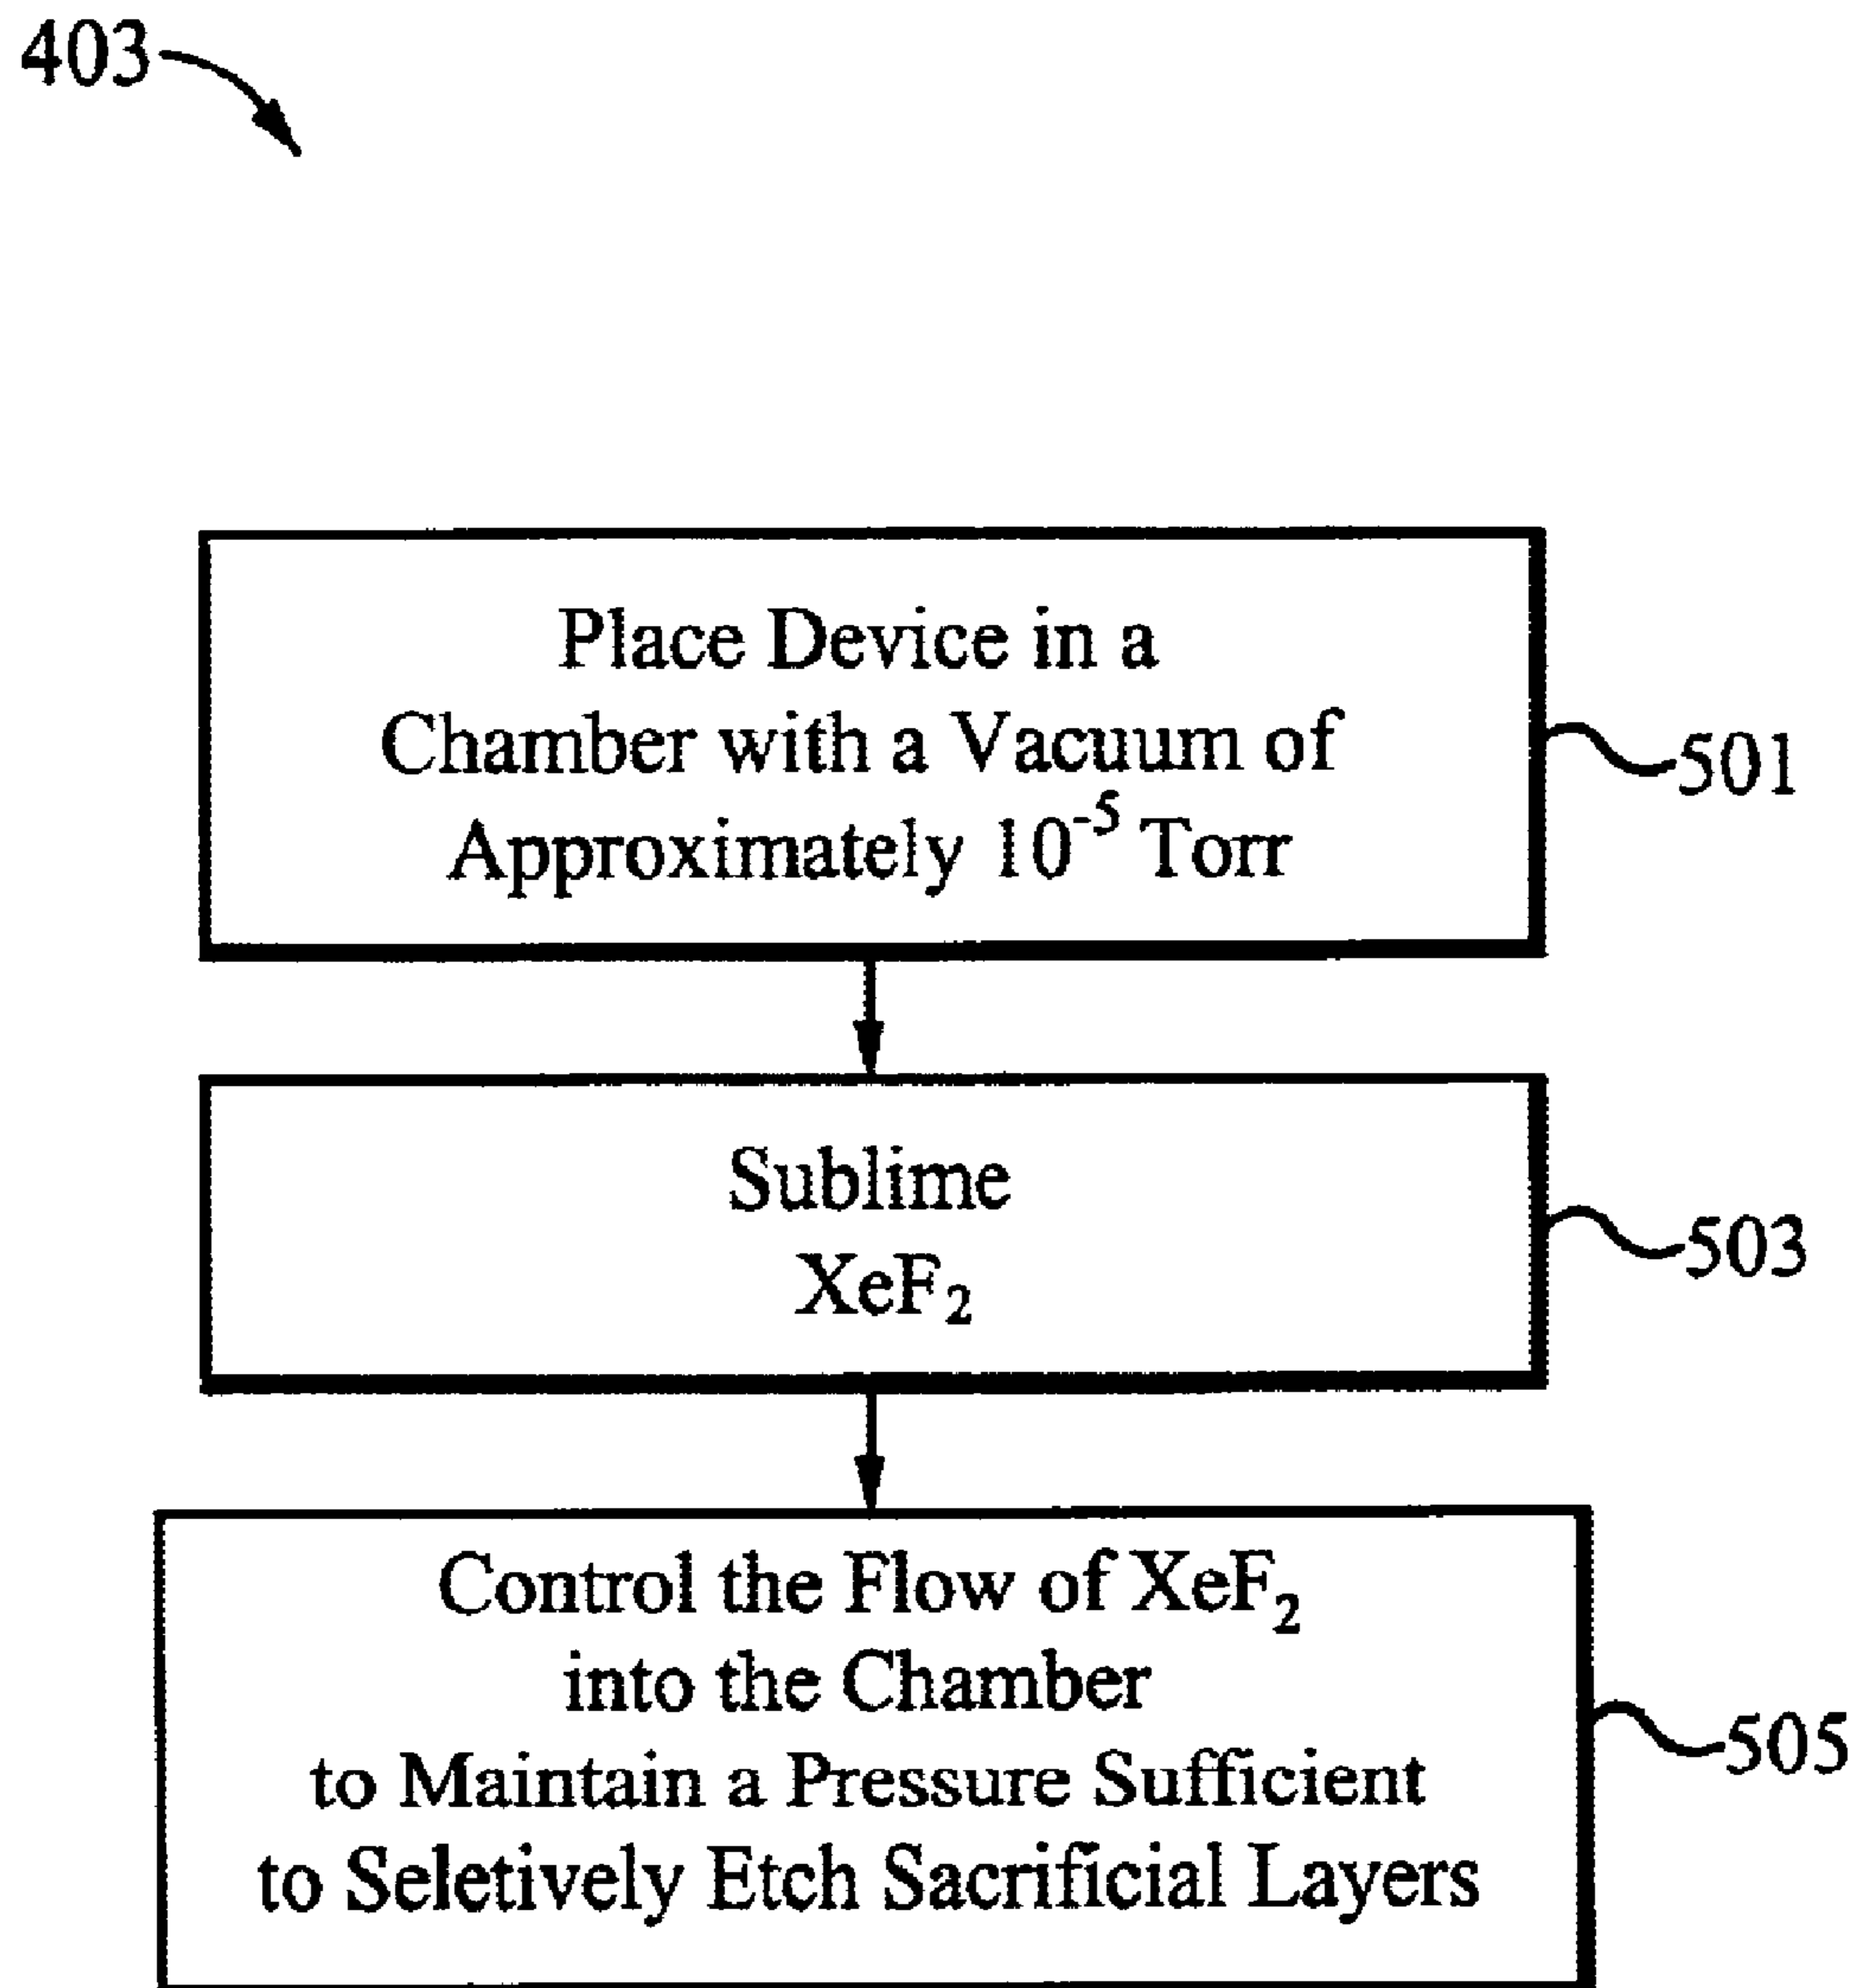 403
Place Device in a
Chamber with a Vacuum of
Approximately 10⁻⁵ Torr
501
Sublime
XeF₂
503
Control the Flow of XeF₂
into the Chamber
to Maintain a Pressure Sufficient
to Seletively Etch Sacrificial Layers
505